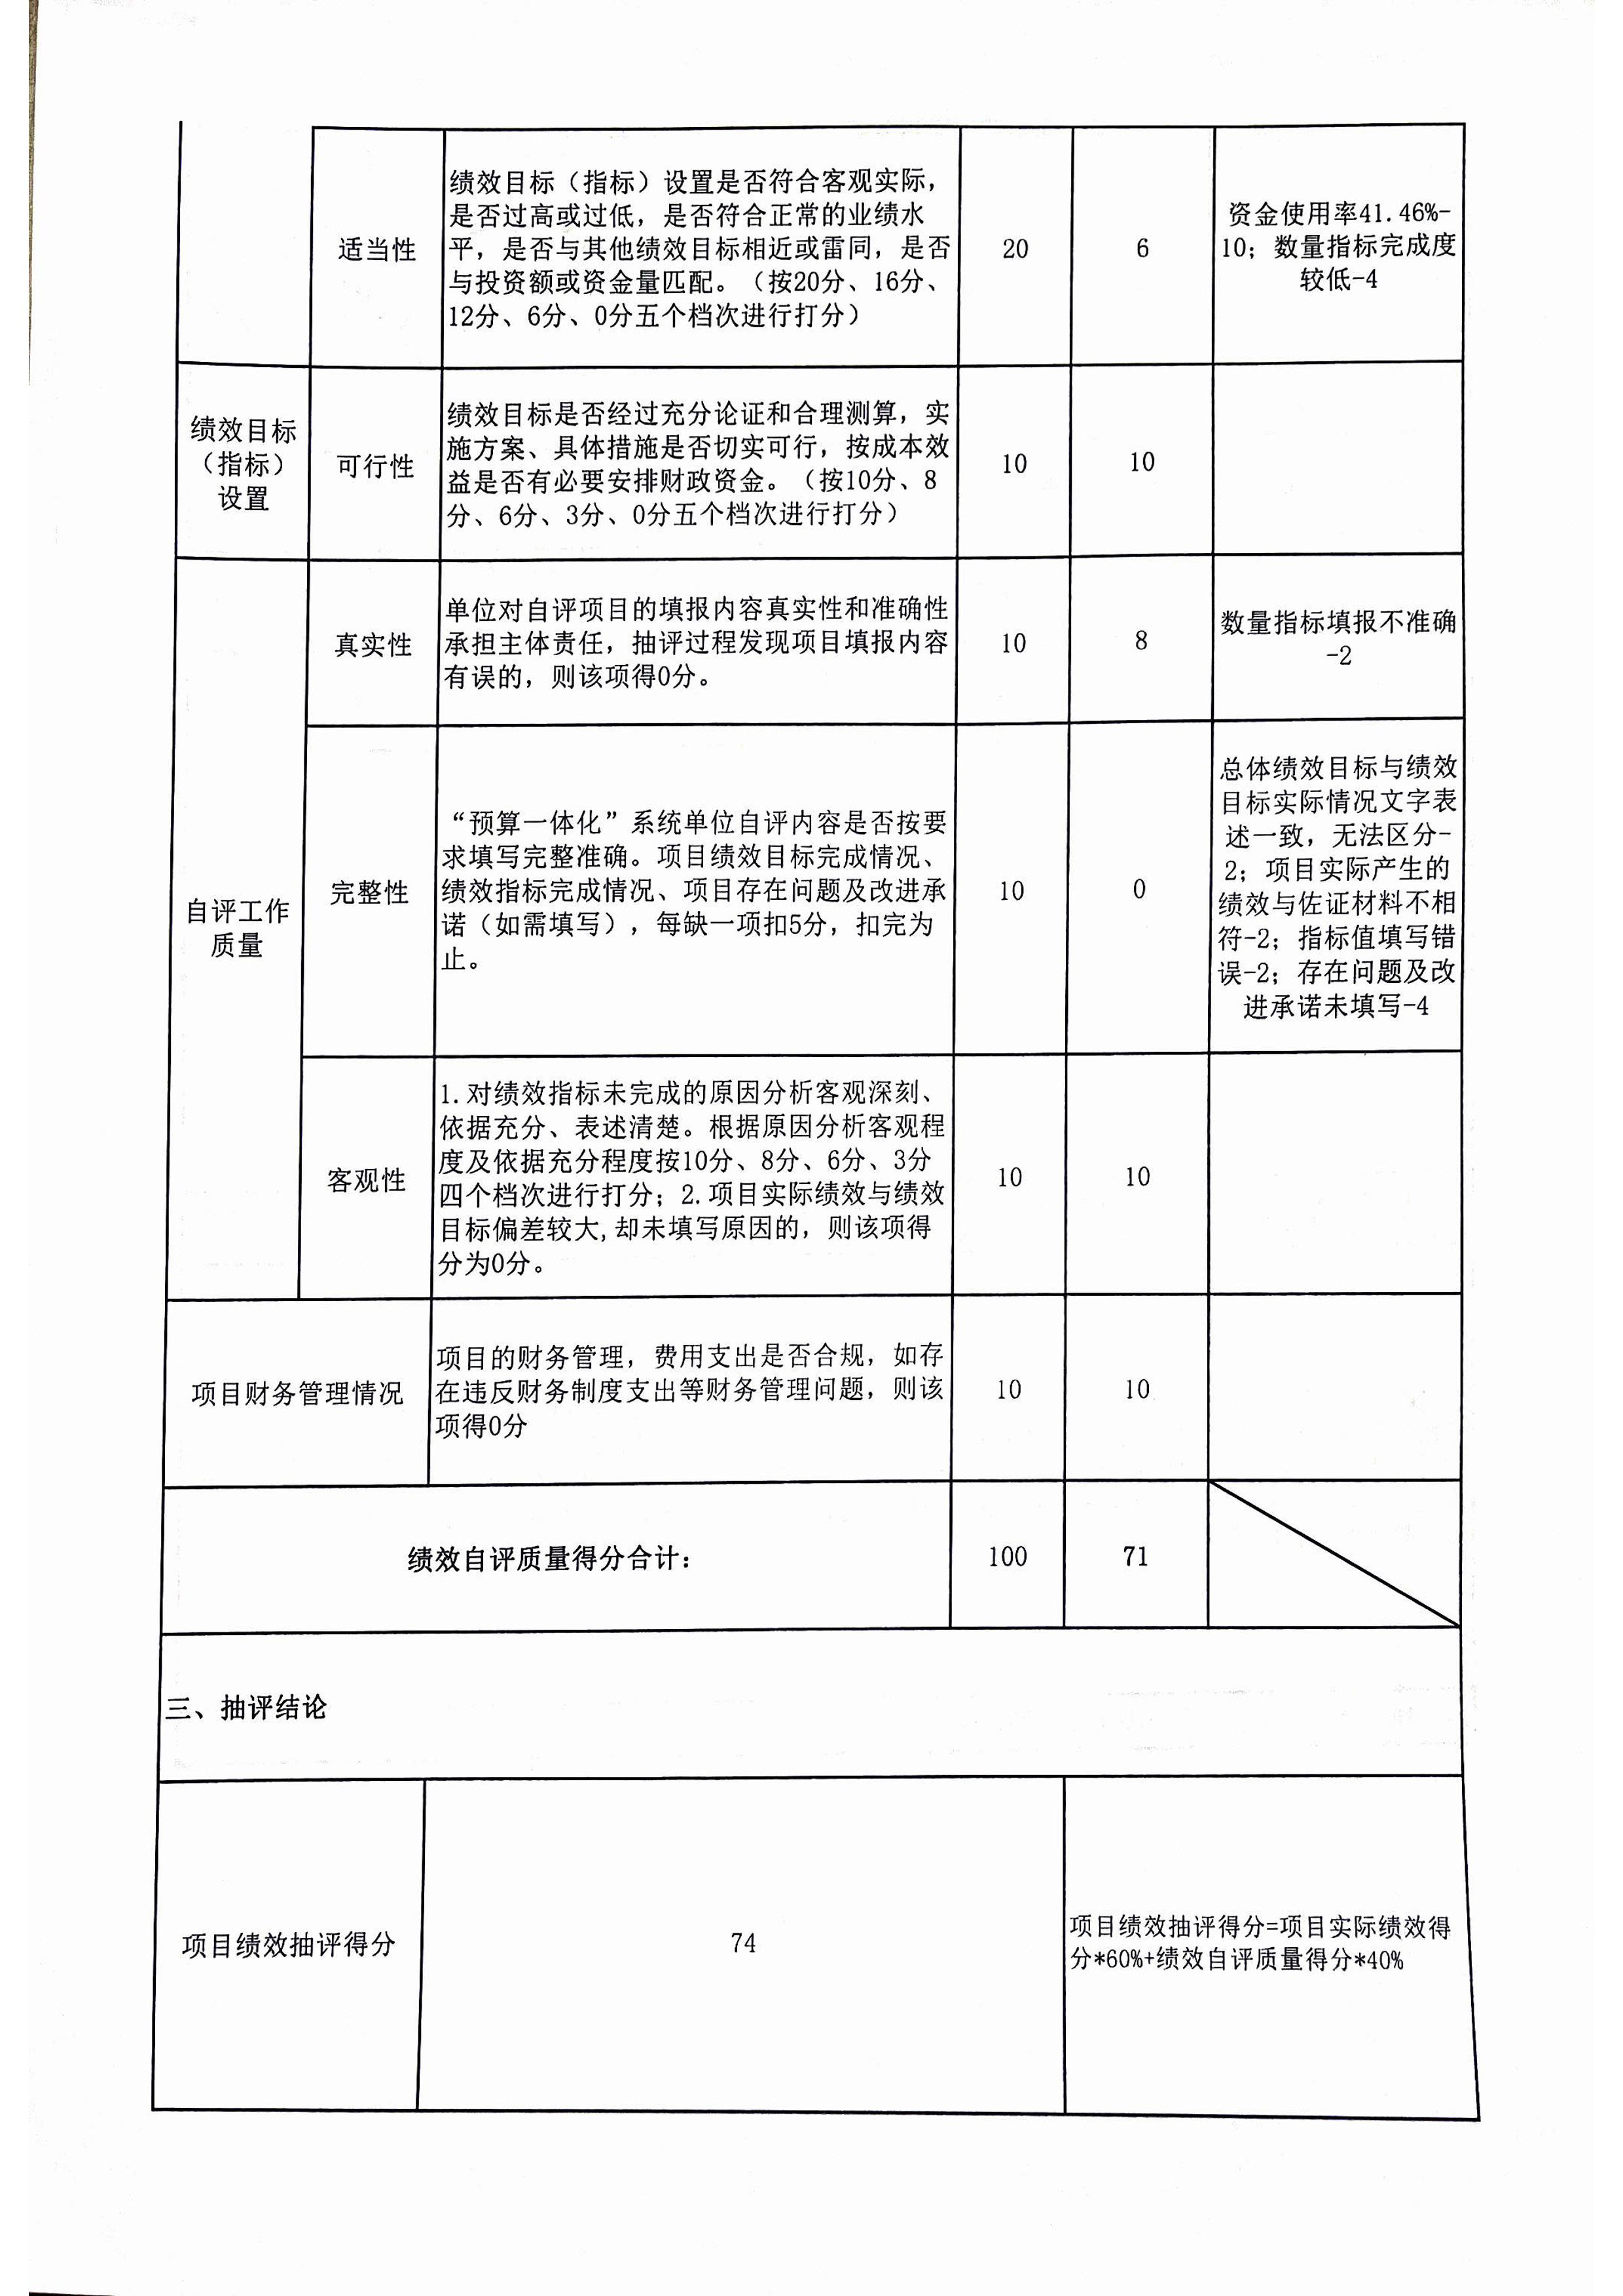 适当性
绩效目标（指标）设置是否符合客观实际，
是否过高或过低，是否符合正常的业绩水
平，是否与其他绩效目标相近或雷同，是否
与投资额或资金量匹配。（按20分、16分、
12分、6分、0分五个档次进行打分）
20
6
资金使用率41.46%-
10；数量指标完成度
较低-4
绩效目标
（指标）
设置
可行性
绩效目标是否经过充分论证和合理测算，实
施方案、具体措施是否切实可行，按成本效
益是否有必要安排财政资金。（按10分、8
分、6分、3分、0分五个档次进行打分）
10
10
自评工作
质量
真实性
单位对自评项目的填报内容真实性和准确性
承担主体责任，抽评过程发现项目填报内容
有误的，则该项得0分。
10
8
数量指标填报不准确
-2
完整性
“预算一体化”系统单位自评内容是否按要
求填写完整准确。项目绩效目标完成情况、
绩效指标完成情况、项目存在问题及改进承
诺（如需填写），每缺一项扣5分，扣完为
止。
10
0
总体绩效目标与绩效
目标实际情况文字表
述一致，无法区分-
2；项目实际产生的
绩效与佐证材料不相
符-2；指标值填写错
误-2；存在问题及改
进承诺未填写-4
客观性
1.对绩效指标未完成的原因分析客观深刻、
依据充分、表述清楚。根据原因分析客观程
度及依据充分程度按10分、8分、6分、3分
四个档次进行打分；2.项目实际绩效与绩效
目标偏差较大,却未填写原因的，则该项得
分为0分。
10
10
项目财务管理情况
项目的财务管理，费用支出是否合规，如存
在违反财务制度支出等财务管理问题，则该
项得0分
10
10
绩效自评质量得分合计：
100
71
三、抽评结论
项目绩效抽评得分
74
项目绩效抽评得分=项目实际绩效得
分*60%+绩效自评质量得分*40%